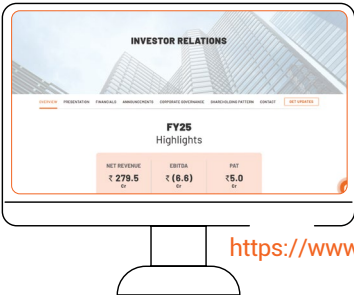 INVESTOR RELATIONS
OVERVIEW PRESENTATION FINANCIALS ANNOUNCEMENTS CORPORATE GOVERNANCE SHAREHOLDING PATTERN CONTACT GET UPDATES
FY25
Highlights
NET REVENUE EBITDA PAT
₹ 279.5 ₹ (6.6) ₹5.0
Cr Cr Cr
https://www